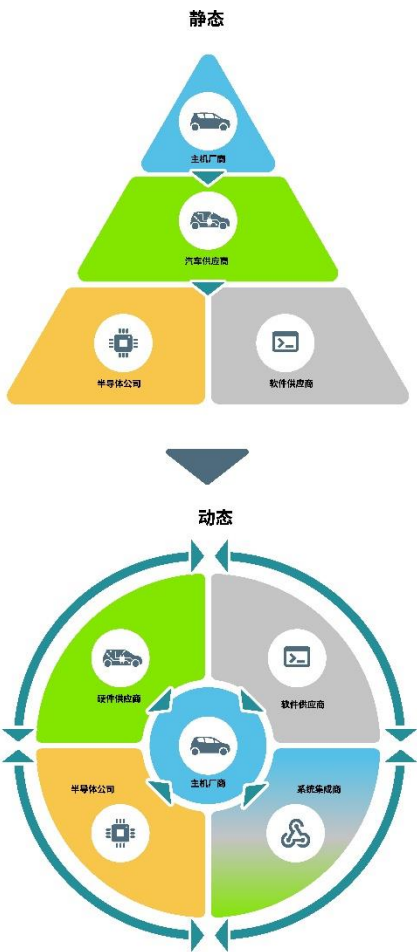 静态
主机厂商
汽车供应商
半导体公司
软件供应商
动态
硬件供应商
软件供应商
主机厂商
半导体公司
系统集成商